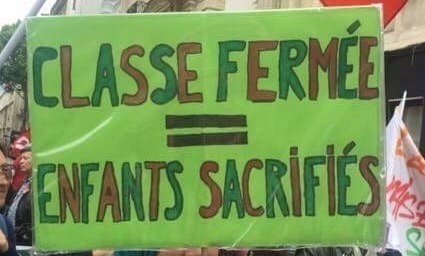 CLASSE FERMÉE
=
ENFANTS SACRIFIÉS